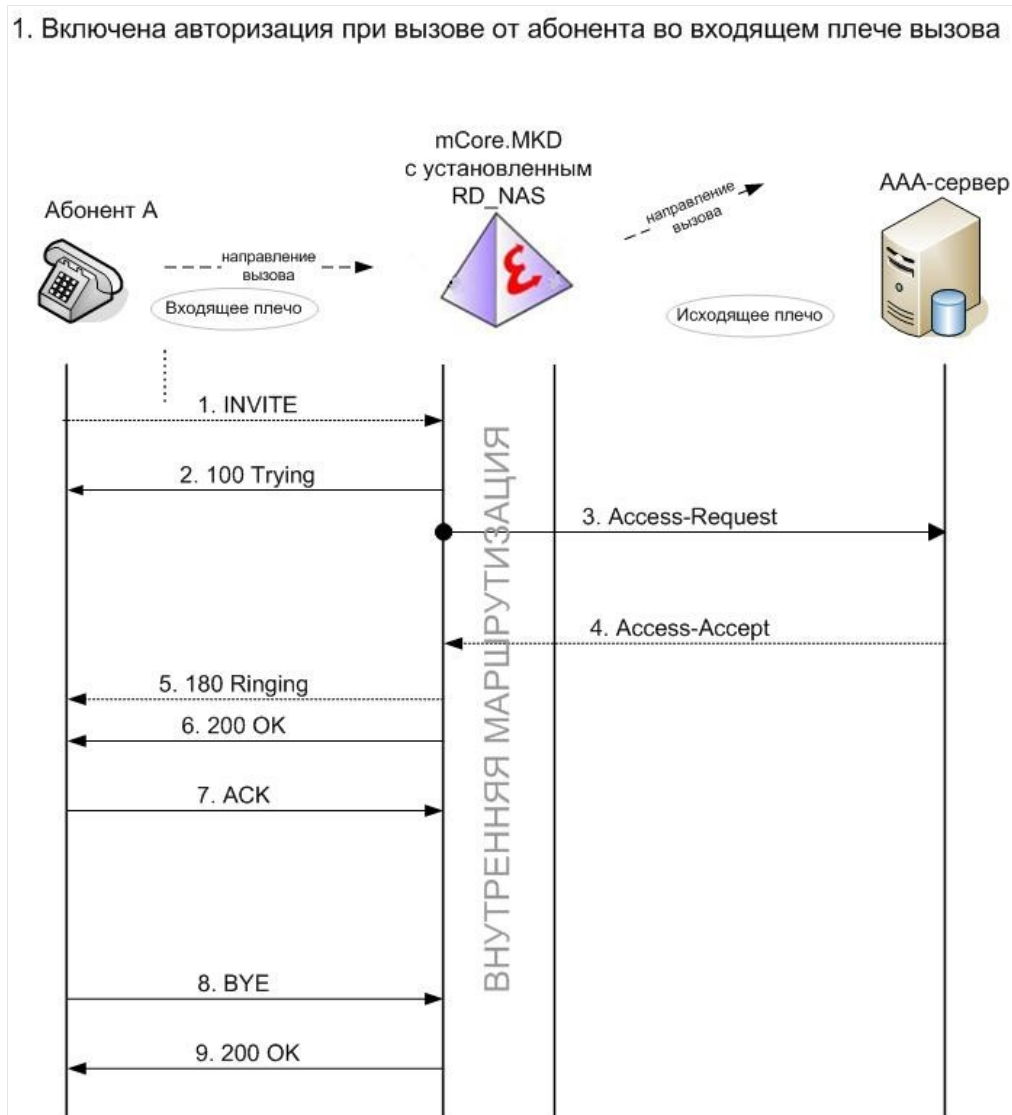 1. Включена авторизация при вызове от абонента во входящем плече вызова
mCore.MKD
с установленным
RD_NAS
Абонент А
ААА-сервер
направление
вызова
направление
вызова
Входящее плечо
Исходящее плечо
1. INVITE
2. 100 Trying
3. Access-Request
4. Access-Accept
5. 180 Ringing
6. 200 OK
7. ACK
8. BYE
9. 200 OK
ВНУТРЕННЯЯ МАРШРУТИЗАЦИЯ